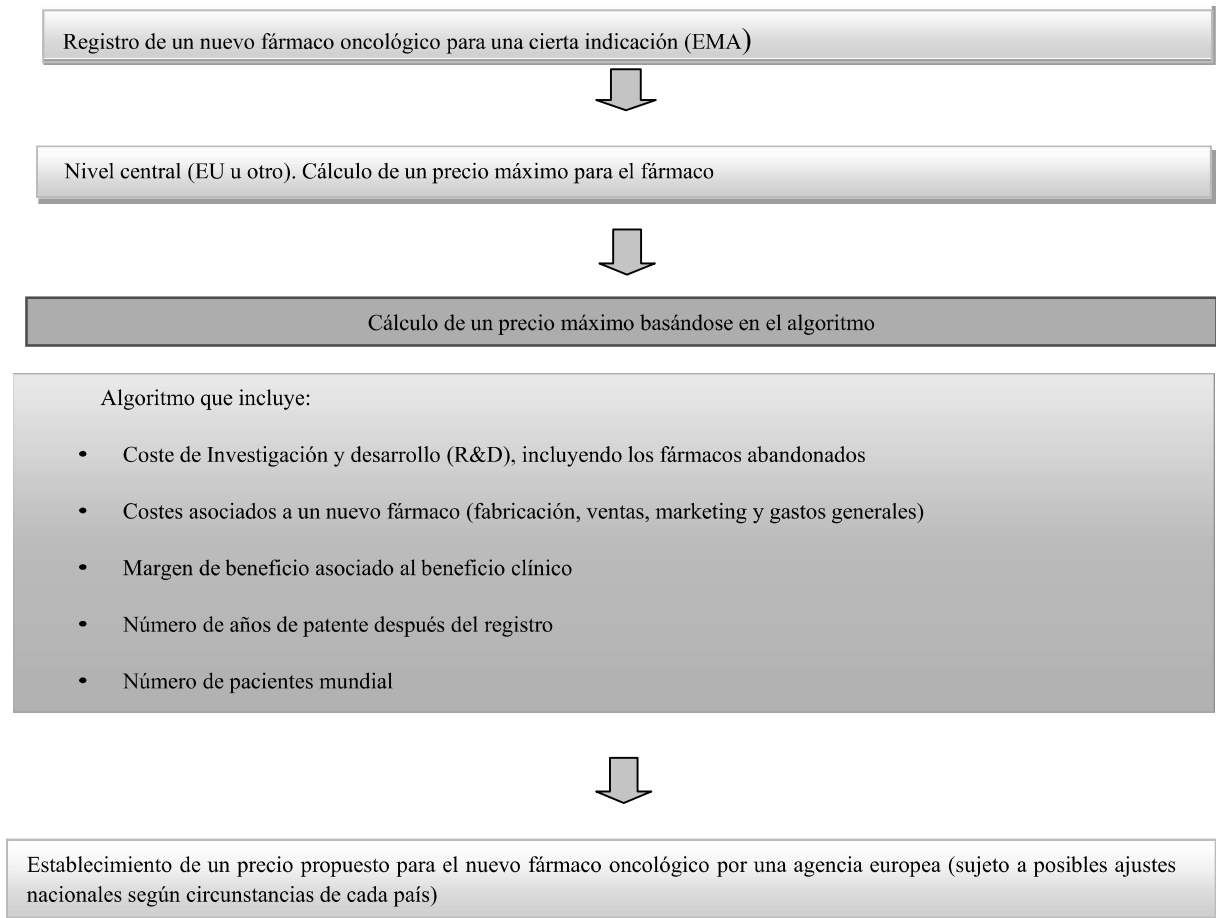 Registro de un nuevo fármaco oncológico para una cierta indicación (EMA)
Nivel central (EU u otro). Cálculo de un precio máximo para el fármaco
Cálculo de un precio máximo basándose en el algoritmo
Algoritmo que incluye:
• Coste de Investigación y desarrollo (R&D), incluyendo los fármacos abandonados
• Costes asociados a un nuevo fármaco (fabricación, ventas, marketing y gastos generales)
• Margen de beneficio asociado al beneficio clínico
• Número de años de patente después del registro
• Número de pacientes mundial
Establecimiento de un precio propuesto para el nuevo fármaco oncológico por una agencia europea (sujeto a posibles ajustes
nacionales según circunstancias de cada país)